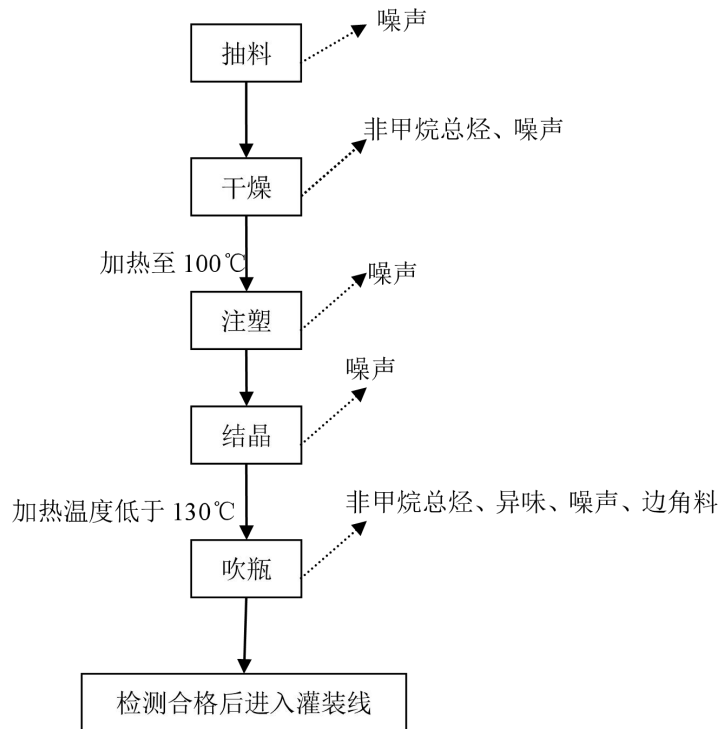 噪声
抽料
非甲烷总烃、噪声
干燥
加热至 100℃
噪声
注塑
噪声
结晶
加热温度低于 130℃
非甲烷总烃、异味、噪声、边角料
吹瓶
检测合格后进入灌装线